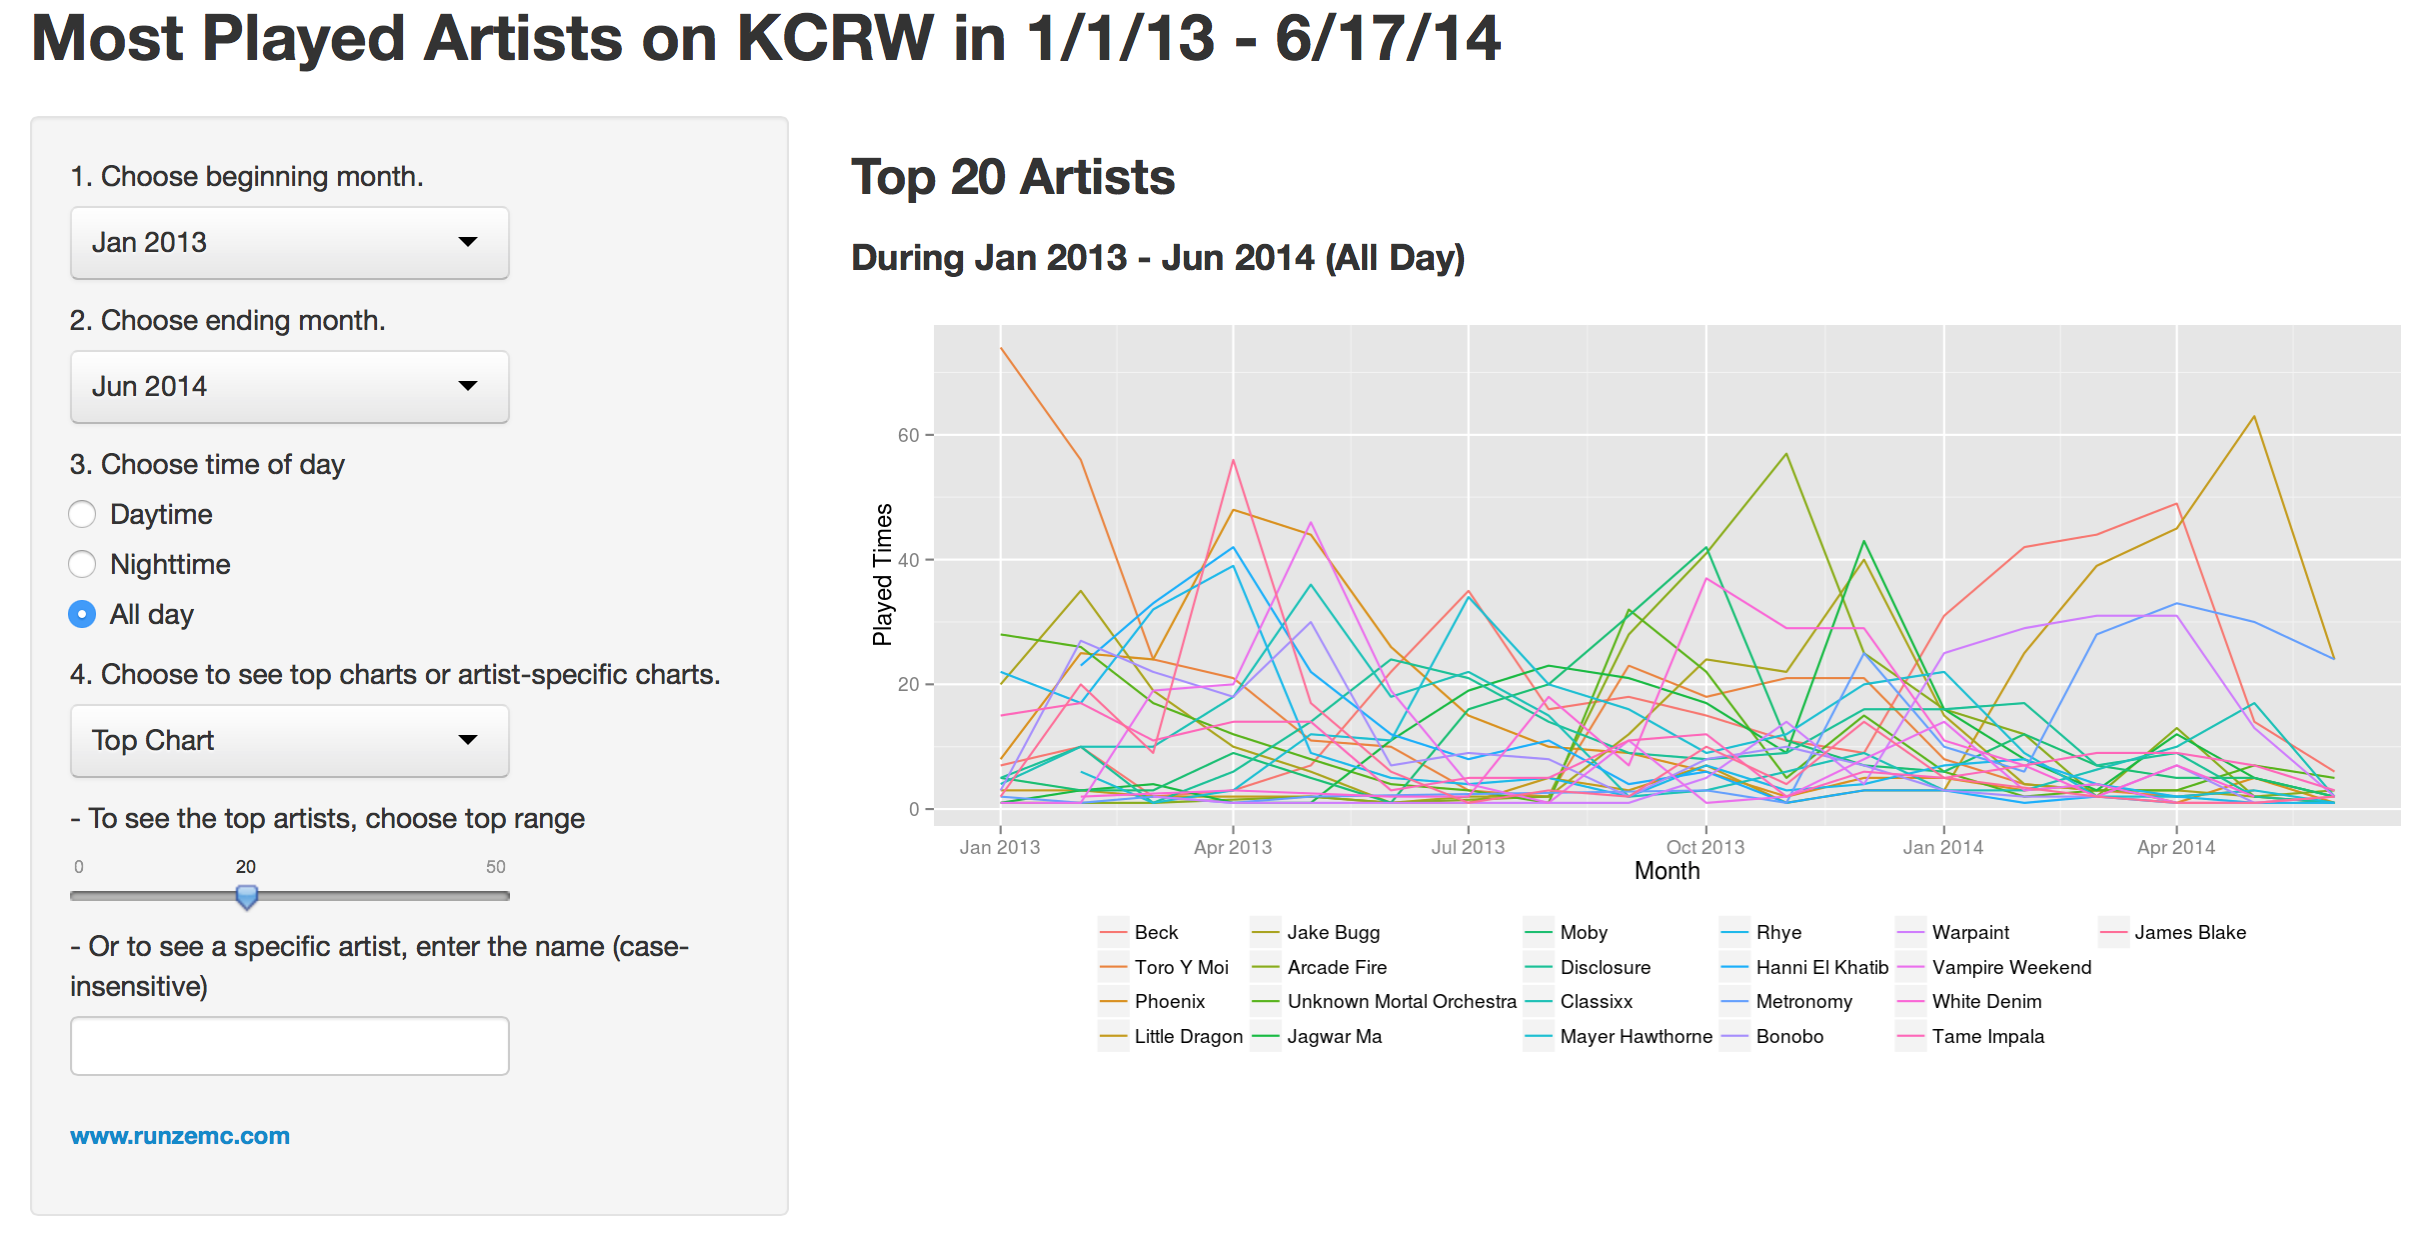 Most Played Artists on KCRW in 1/1/13 - 6/17/14
1. Choose beginning month.
Jan 2013
2. Choose ending month.
Jun 2014
3. Choose time of day
Daytime
Nighttime
All day
4. Choose to see top charts or artist-specific charts.
Top Chart
- To see the top artists, choose top range
0 20 50
- Or to see a specific artist, enter the name (case-
insensitive)
www.runzemc.com
Top 20 Artists
During Jan 2013 - Jun 2014 (All Day)
Played Times
60
40
20
0
Jan 2013 Apr 2013 Jul 2013 Oct 2013 Jan 2014 Apr 2014
Month
Beck Jake Bugg Moby Rhye Warpaint James Blake
Toro Y Moi Arcade Fire Disclosure Hanni El Khatib Vampire Weekend
Phoenix Unknown Mortal Orchestra Classixx Metronomy White Denim
Little Dragon Jagwar Ma Mayer Hawthorne Bonobo Tame Impala